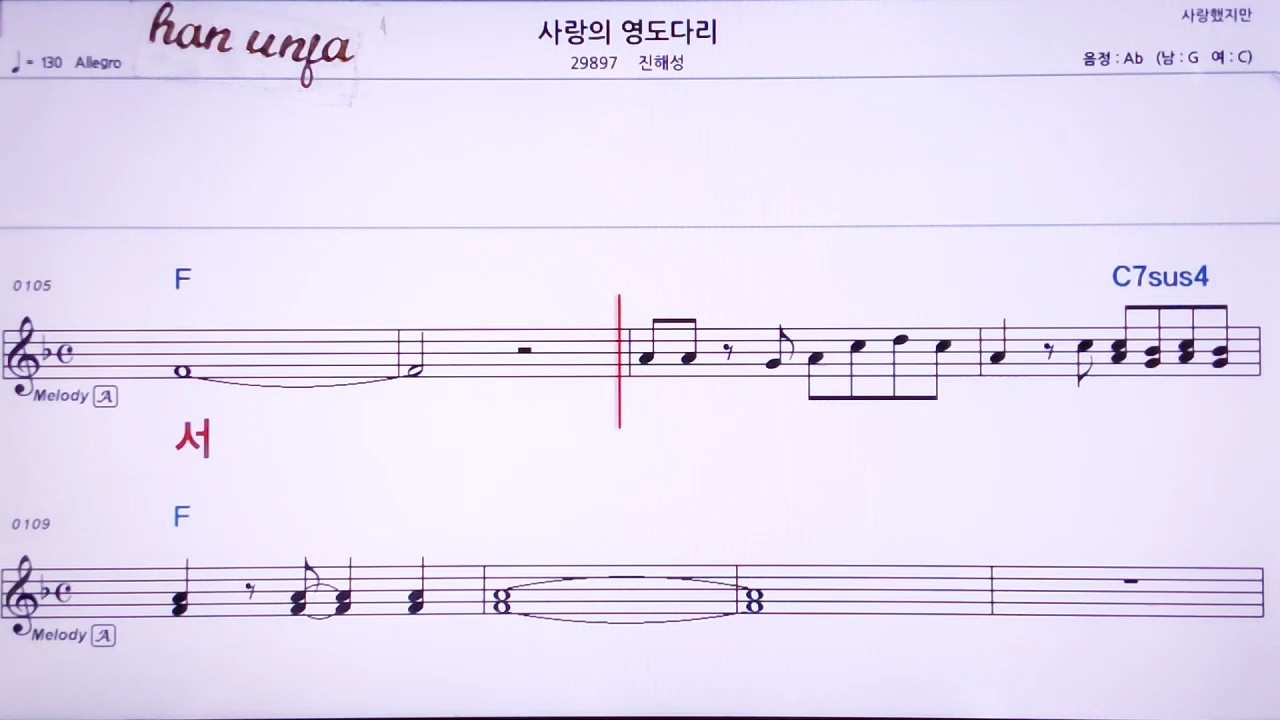 han unja
사랑의 영도다리
사랑했지만
♩= 130 Allegro
29897 진해성
음정 : Ab (남 : G 여 : C)
F
C7sus4
0105
Melody A
서
F
0109
Melody A